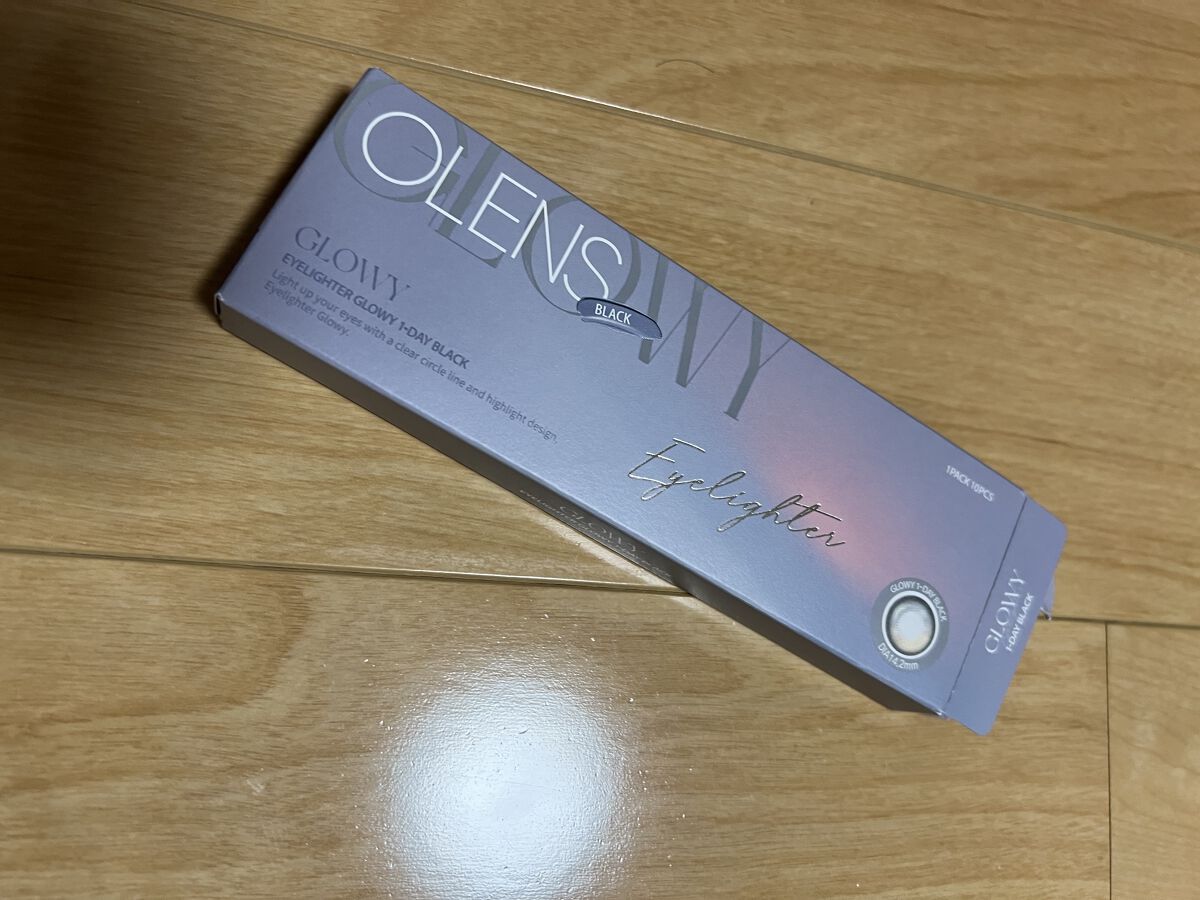 GLOWY
OLENS
BLACK
GLOWY
EYELIGHTER GLOWY 1-DAY BLACK
Light up your eyes with a clear circle line and highlight design,
Eyelighter Glowy.
Eyelighter
1PACK 10PCS
GLOWY 1-DAY BLACK
DIA14.2mm
GLOWY
1-DAY BLACK
GLOWY